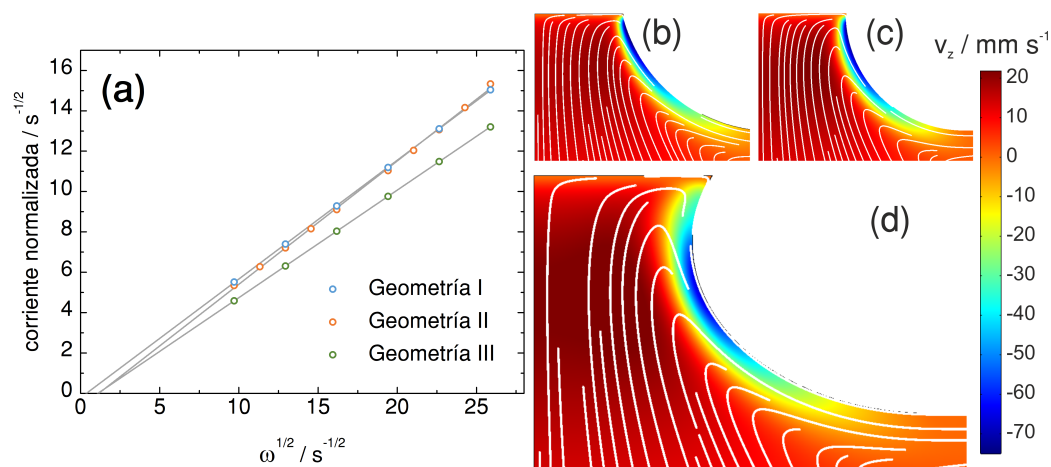 (a)
corriente normalizada / s⁻¹/²
16
14
12
10
8
6
4
2
0
0 5 10 15 20 25
ω¹/² / s⁻¹/²
Geometría I
Geometría II
Geometría III
(b)
(c)
(d)
v_z / mm s⁻¹
20
10
0
-10
-20
-30
-40
-50
-60
-70